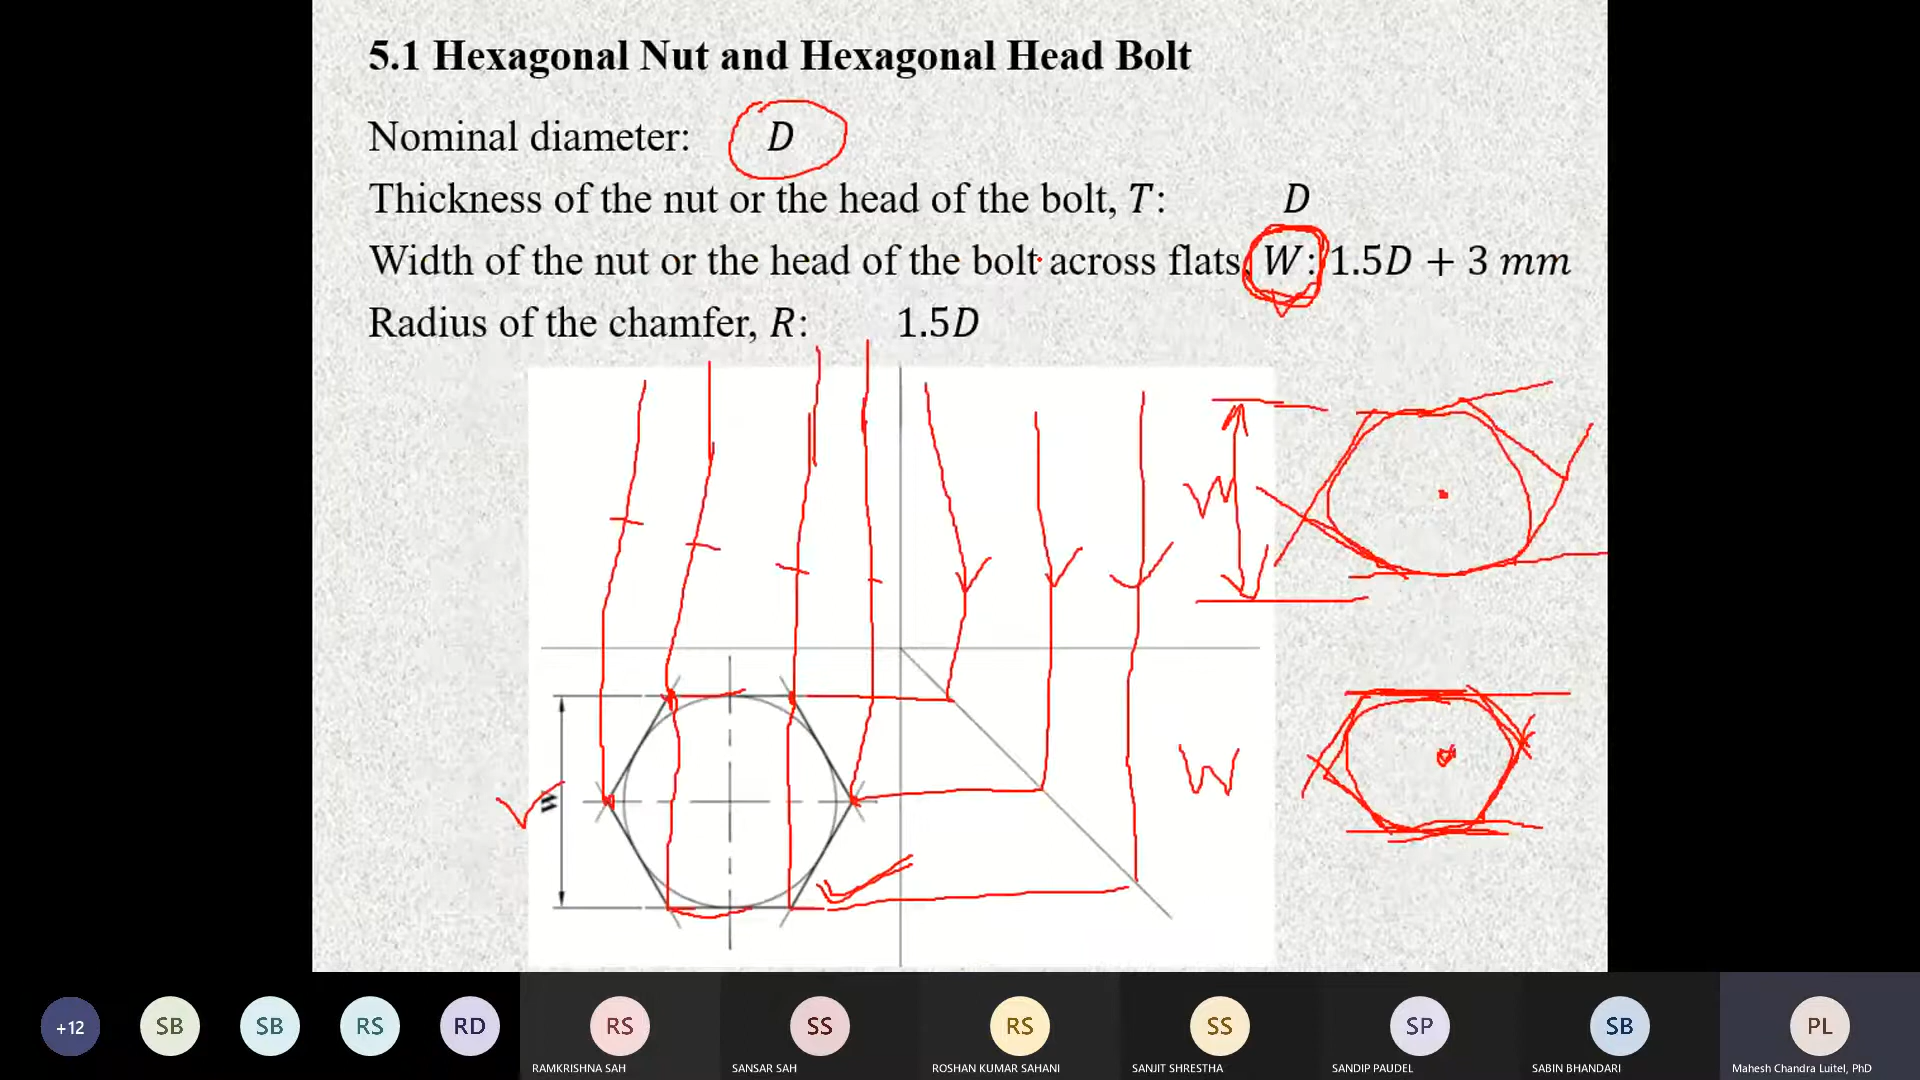 5.1 Hexagonal Nut and Hexagonal Head Bolt
Nominal diameter: D
Thickness of the nut or the head of the bolt, T: D
Width of the nut or the head of the bolt across flats, W: 1.5D + 3 mm
Radius of the chamfer, R: 1.5D
W
W
W
+12 SB SB RS RD RS SS RS SS SP SB PL
RAMKRISHNA SAH SANSAR SAH ROSHAN KUMAR SAHANI SANJIT SHRESTHA SANDIP PAUDEL SABIN BHANDARI Mahesh Chandra Luitel, PhD